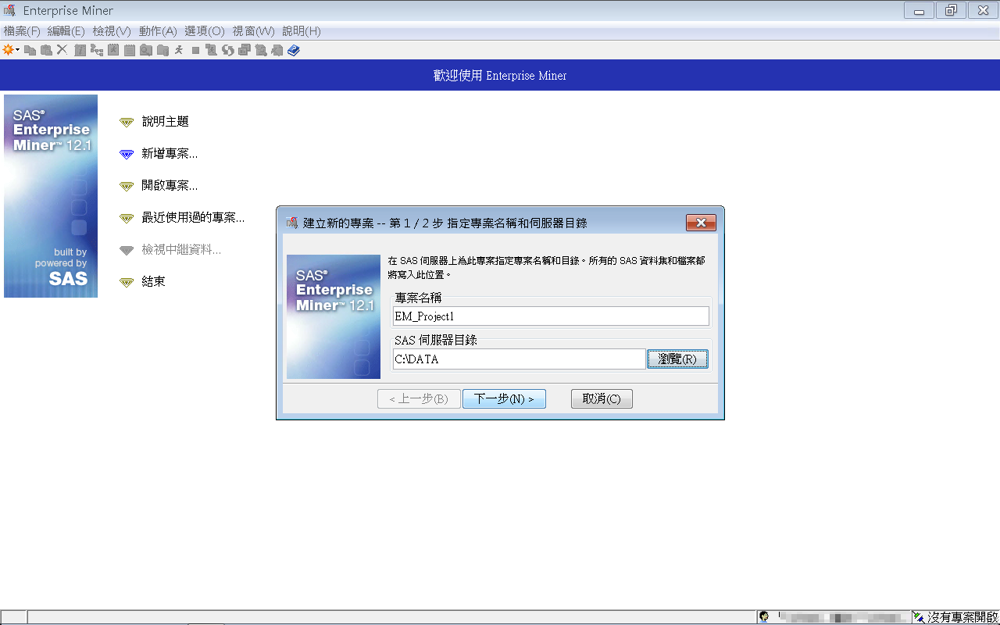 Enterprise Miner
檔案(F) 編輯(E) 檢視(V) 動作(A) 選項(O) 視窗(W) 說明(H)
歡迎使用 Enterprise Miner
SAS®
Enterprise
Miner™ 12.1
built by
powered by
SAS
說明主題
新增專案...
開啟專案...
最近使用過的專案...
檢視中繼資料...
結束
建立新的專案 -- 第 1 / 2 步 指定專案名稱和伺服器目錄
SAS®
Enterprise
Miner™ 12.1
在 SAS 伺服器上為此專案指定專案名稱和目錄。所有的 SAS 資料集和檔案都
將寫入此位置。
專案名稱
EM_Project1
SAS 伺服器目錄
C:\DATA
瀏覽(R)
< 上一步(B)
下一步(N) >
取消(C)
沒有專案開啟